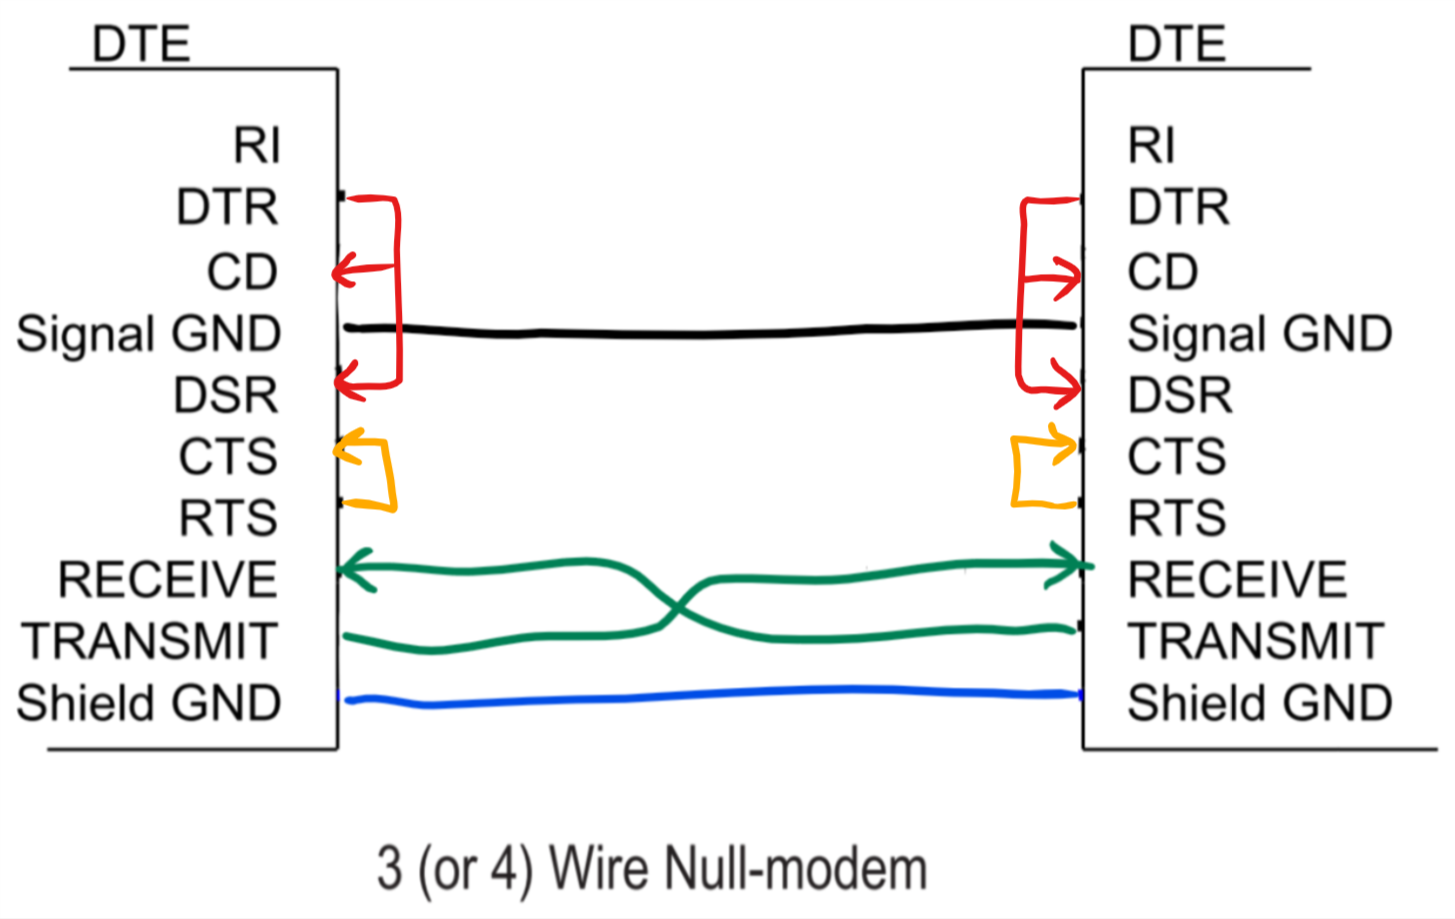 DTE
RI
DTR
CD
Signal GND
DSR
CTS
RTS
RECEIVE
TRANSMIT
Shield GND
DTE
RI
DTR
CD
Signal GND
DSR
CTS
RTS
RECEIVE
TRANSMIT
Shield GND
3 (or 4) Wire Null-modem